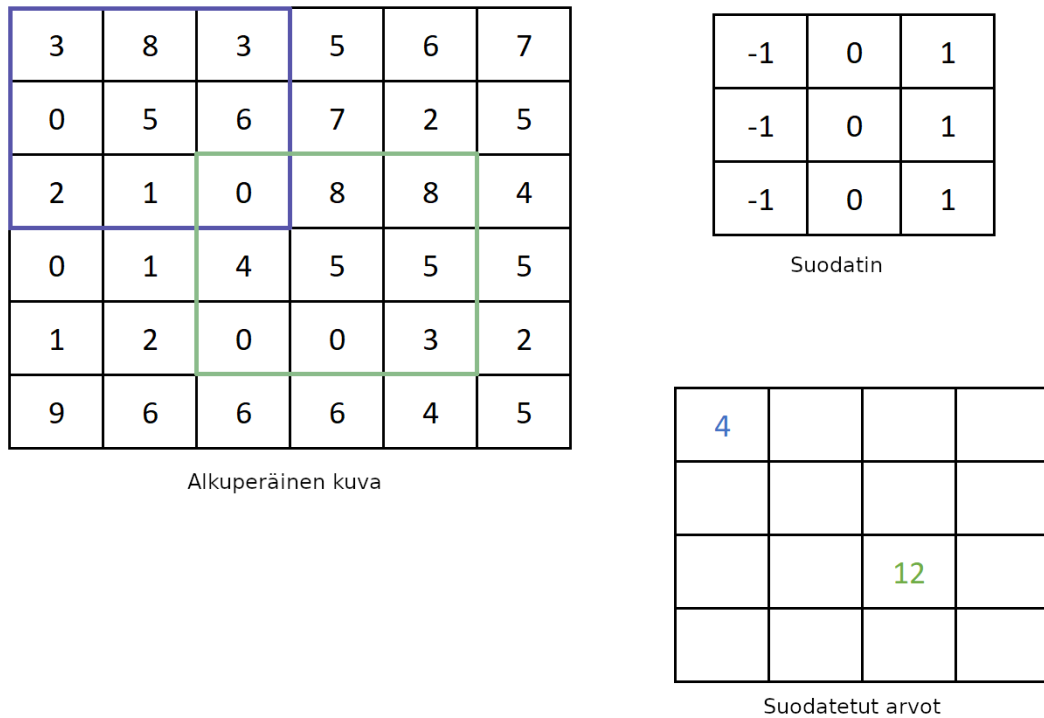 3 8 3 5 6 7
0 5 6 7 2 5
2 1 0 8 8 4
0 1 4 5 5 5
1 2 0 0 3 2
9 6 6 6 4 5
Alkuperäinen kuva
-1 0 1
-1 0 1
-1 0 1
Suodatin
4
12
Suodatetut arvot